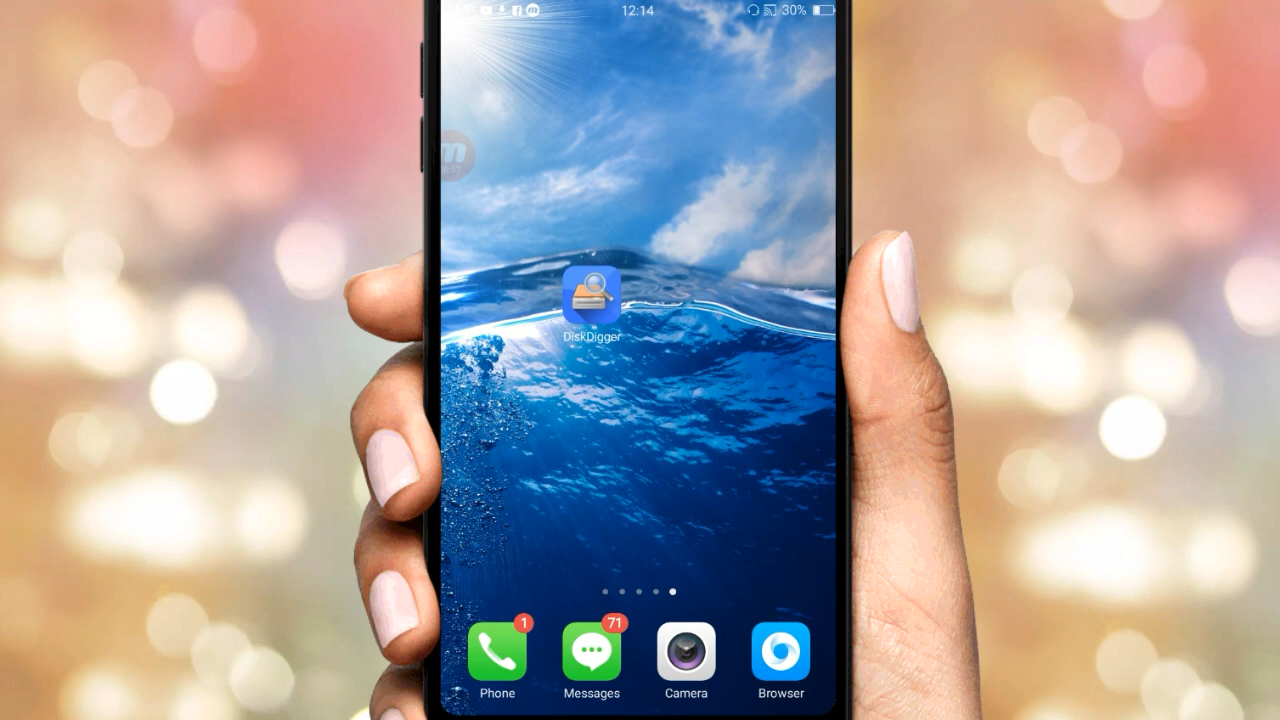 12:14
30%
m
DiskDigger
1
71
Phone
Messages
Camera
Browser